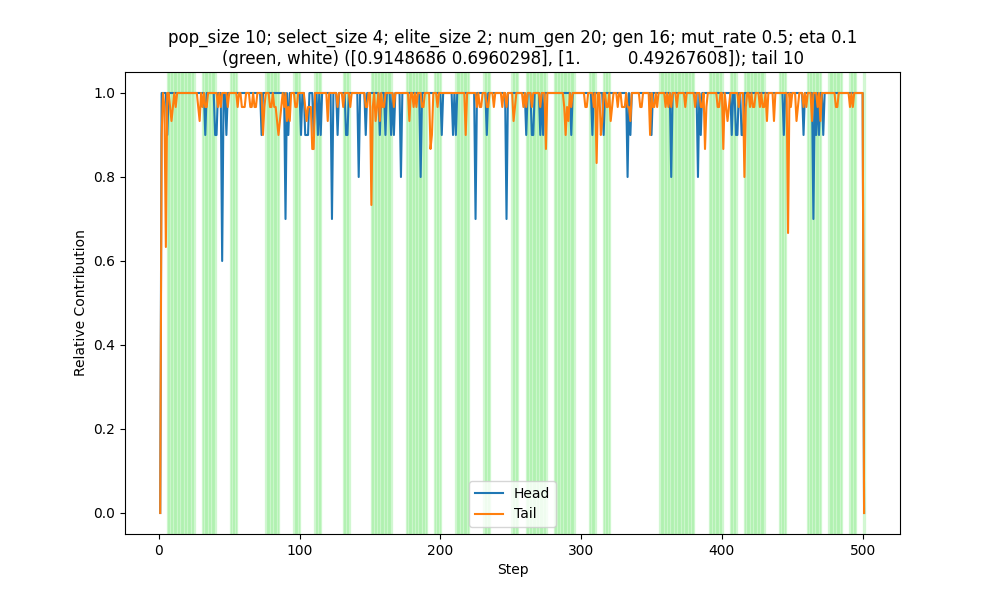 pop_size 10; select_size 4; elite_size 2; num_gen 20; gen 16; mut_rate 0.5; eta 0.1
(green, white) ([0.9148686 0.6960298], [1.          0.49267608]); tail 10
1.0
0.8
0.6
0.4
0.2
0.0
Relative Contribution
Head
Tail
0
100
200
300
400
500
Step